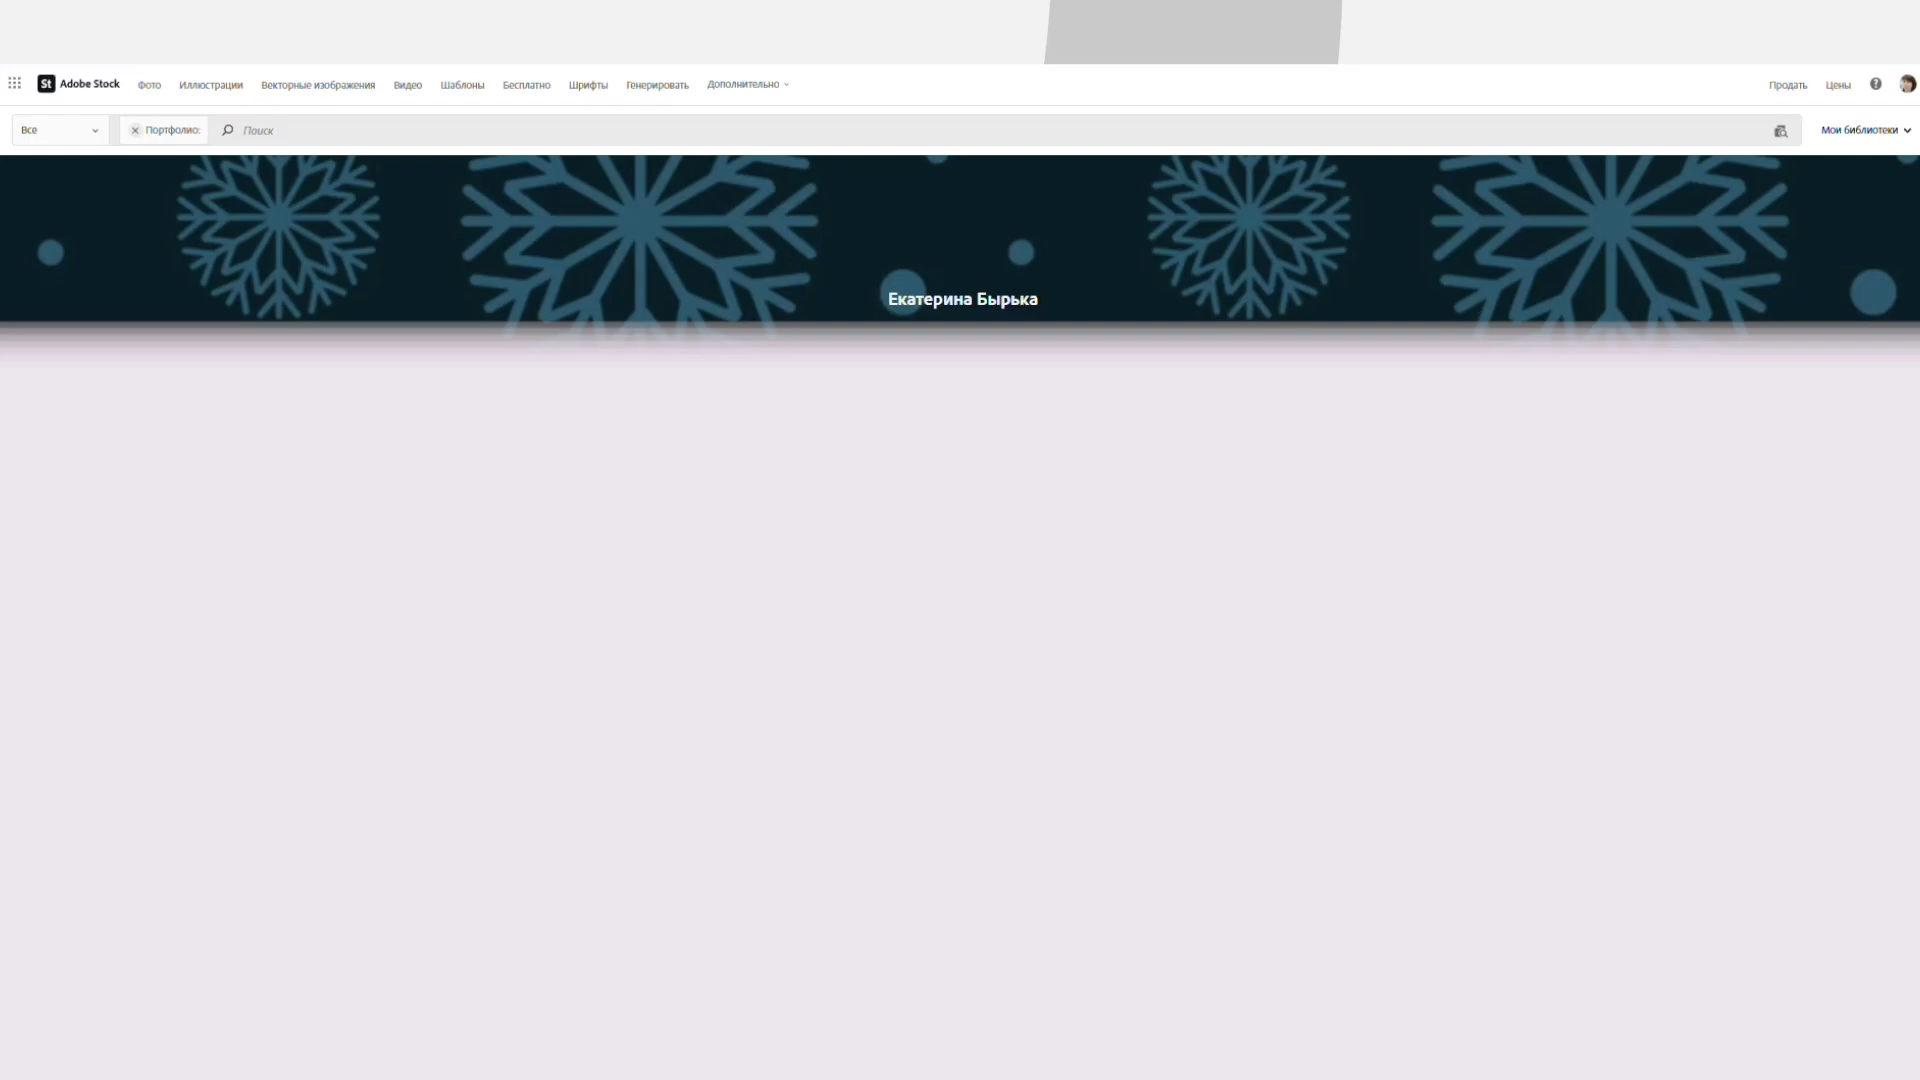 St Adobe Stock Фото Иллюстрации Векторные изображения Видео Шаблоны Бесплатно Шрифты Генерировать Дополнительно Продать Цены ?
Все Портфолио: Поиск Мои библиотеки
Екатерина Бырька